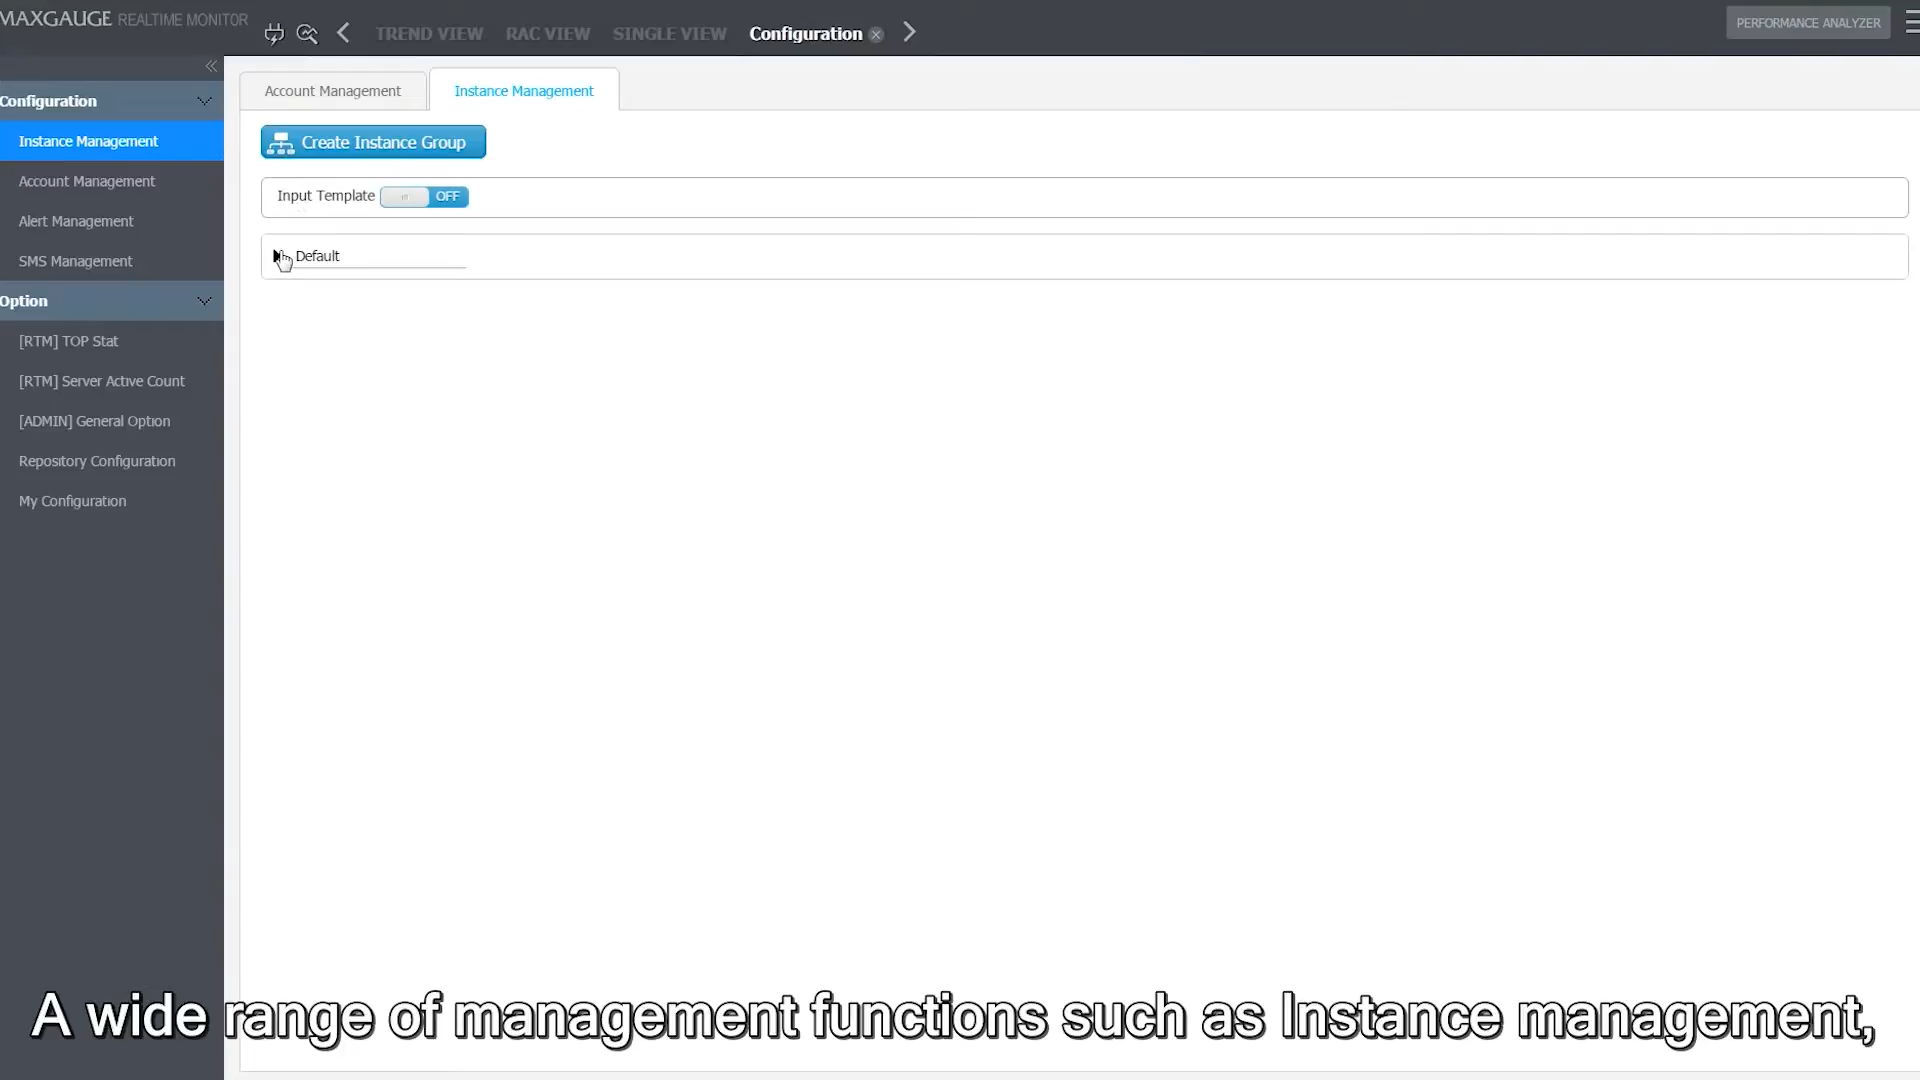 MAXGAUGE REALTIME MONITOR
TREND VIEW
RAC VIEW
SINGLE VIEW
Configuration
PERFORMANCE ANALYZER
Configuration
Instance Management
Account Management
Alert Management
SMS Management
Option
[RTM] TOP Stat
[RTM] Server Active Count
[ADMIN] General Option
Repository Configuration
My Configuration
Account Management
Instance Management
Create Instance Group
Input Template OFF
Default
A wide range of management functions such as Instance management,